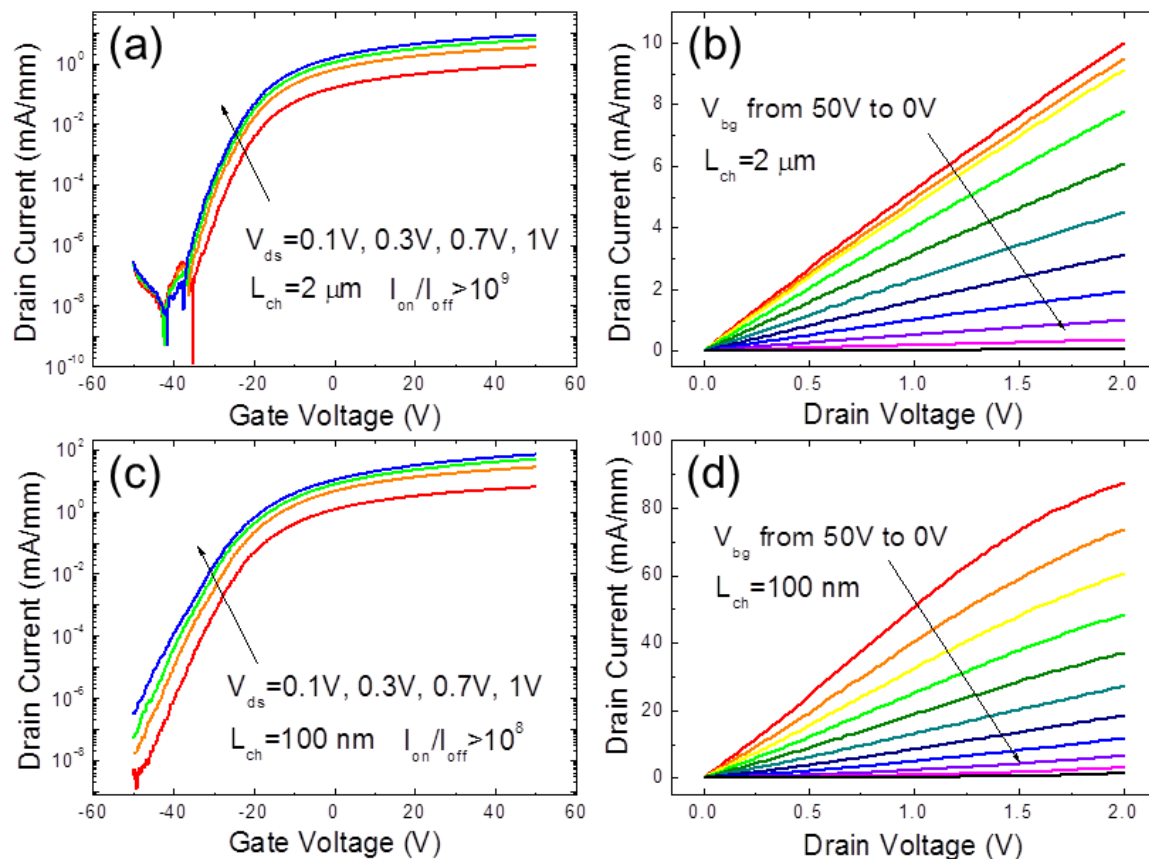 (a)
Drain Current (mA/mm)
10^0
10^-2
10^-4
10^-6
10^-8
10^-10
V_ds=0.1V, 0.3V, 0.7V, 1V
L_ch=2 μm I_on/I_off>10^9
-60 -40 -20 0 20 40 60
Gate Voltage (V)
(b)
Drain Current (mA/mm)
10
8
6
4
2
0
V_bg from 50V to 0V
L_ch=2 μm
0.0 0.5 1.0 1.5 2.0
Drain Voltage (V)
(c)
Drain Current (mA/mm)
10^2
10^0
10^-2
10^-4
10^-6
10^-8
V_ds=0.1V, 0.3V, 0.7V, 1V
L_ch=100 nm I_on/I_off>10^8
-60 -40 -20 0 20 40 60
Gate Voltage (V)
(d)
Drain Current (mA/mm)
100
80
60
40
20
0
V_bg from 50V to 0V
L_ch=100 nm
0.0 0.5 1.0 1.5 2.0
Drain Voltage (V)